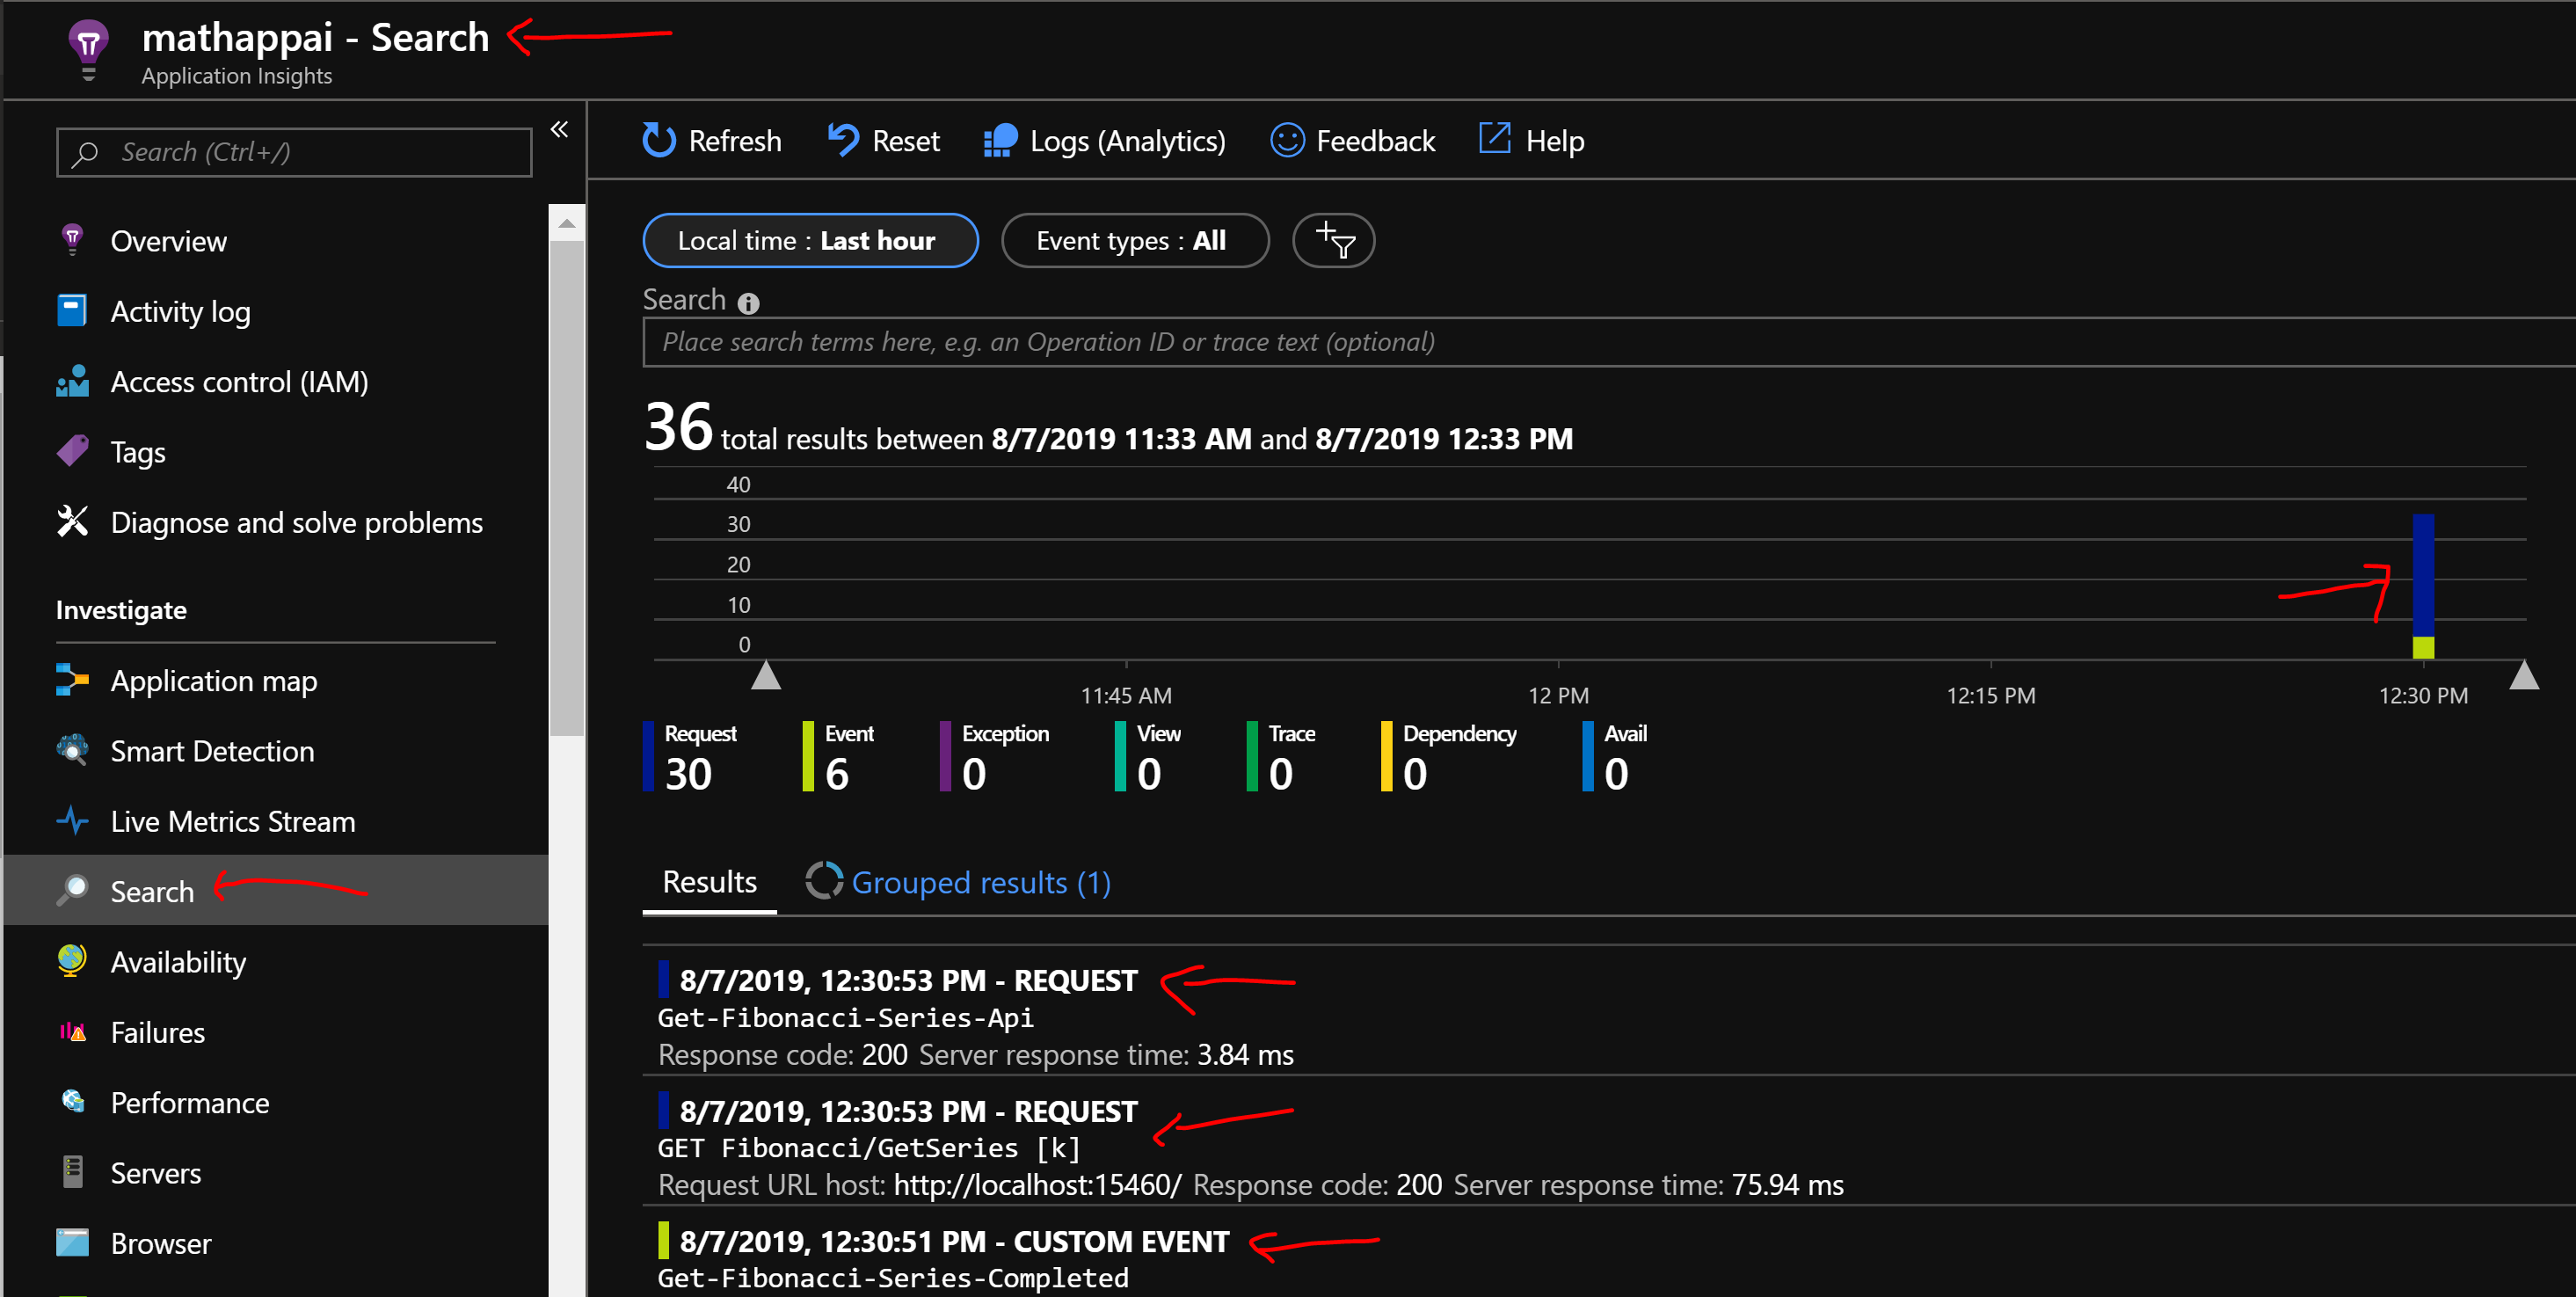 mathappai - Search
Application Insights
Search (Ctrl+/)
«
Overview
Activity log
Access control (IAM)
Tags
Diagnose and solve problems
Investigate
Application map
Smart Detection
Live Metrics Stream
Search
Availability
Failures
Performance
Servers
Browser
Refresh Reset Logs (Analytics) Feedback Help
Local time : Last hour Event types : All
Search
Place search terms here, e.g. an Operation ID or trace text (optional)
36 total results between 8/7/2019 11:33 AM and 8/7/2019 12:33 PM
40
30
20
10
0
11:45 AM 12 PM 12:15 PM 12:30 PM
Request Event Exception View Trace Dependency Avail
30 6 0 0 0 0 0
Results Grouped results (1)
8/7/2019, 12:30:53 PM - REQUEST
Get-Fibonacci-Series-Api
Response code: 200 Server response time: 3.84 ms
8/7/2019, 12:30:53 PM - REQUEST
GET Fibonacci/GetSeries [k]
Request URL host: http://localhost:15460/ Response code: 200 Server response time: 75.94 ms
8/7/2019, 12:30:51 PM - CUSTOM EVENT
Get-Fibonacci-Series-Completed